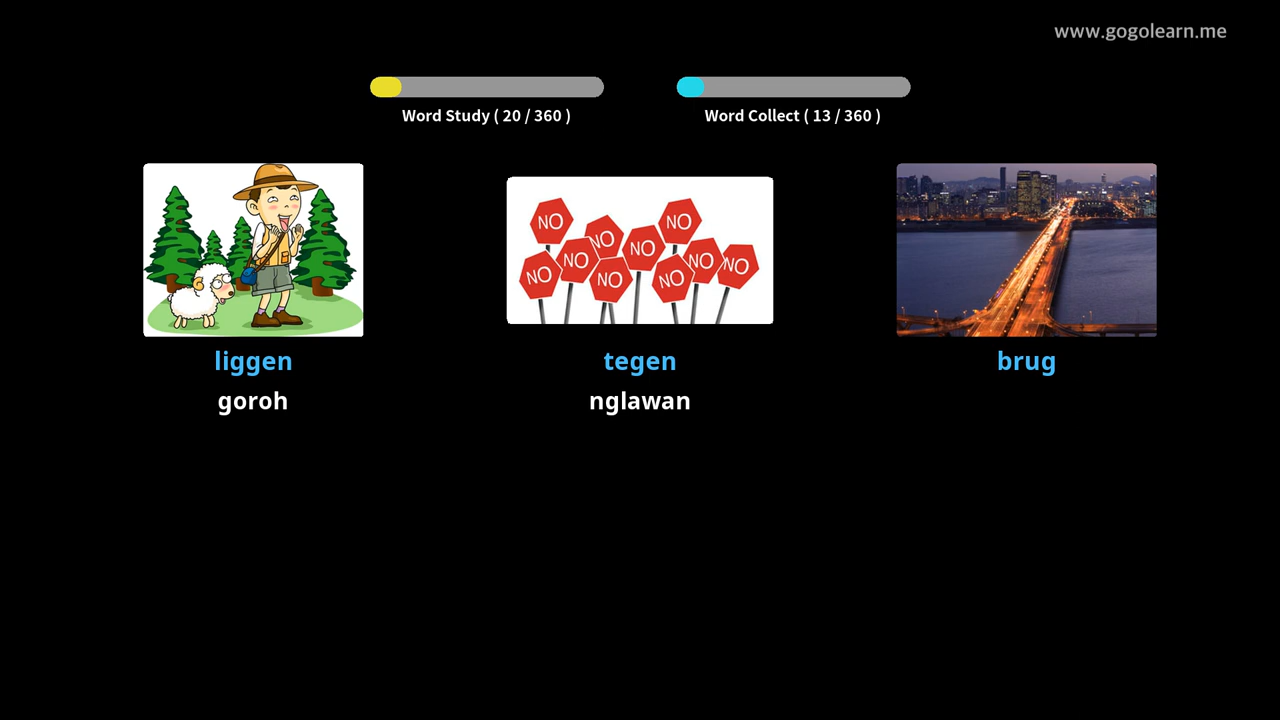 www.gogolearn.me
Word Study ( 20 / 360 )
Word Collect ( 13 / 360 )
NO
NO
NO
NO
NO
NO
NO
NO
NO
NO
liggen
tegen
brug
goroh
nglawan